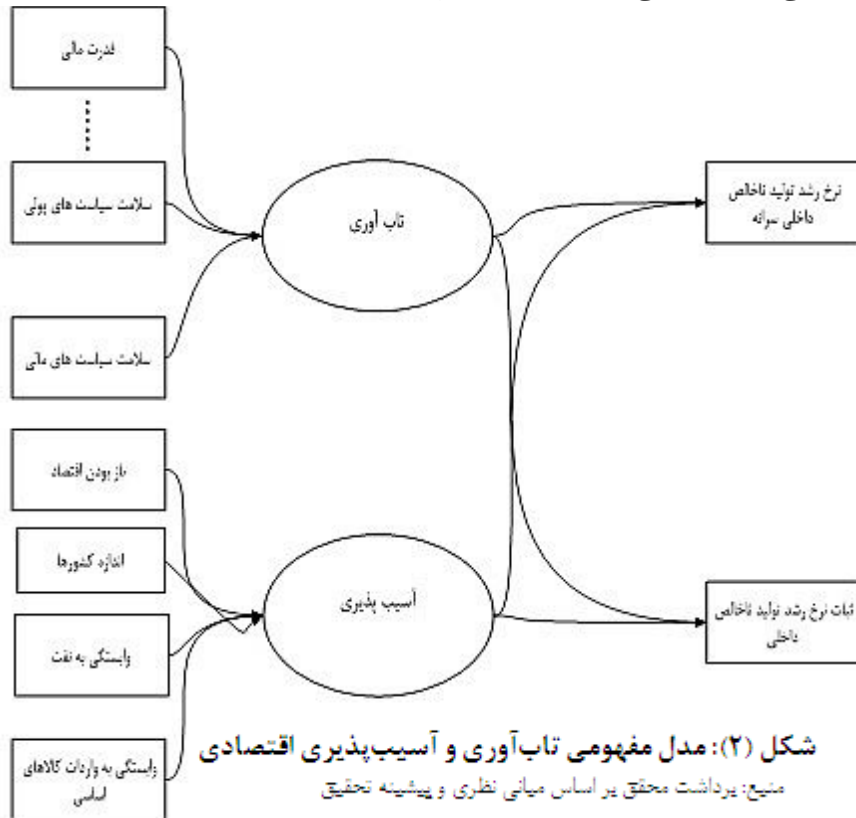 قدرت مالی
سلامت سیاست های پولی
سلامت سیاست های مالی
تاب آوری
نرخ رشد تولید ناخالص
داخلی سرانه
باز بودن اقتصاد
اندازه کشورها
وابستگی به نفت
وابستگی به واردات کالاهای
اساسی
آسیب پذیری
ثبات نرخ رشد تولید ناخالص
داخلی
شکل (۲): مدل مفهومی تاب‌آوری و آسیب‌پذیری اقتصادی
منبع: برداشت محقق بر اساس مبانی نظری و پیشینه تحقیق